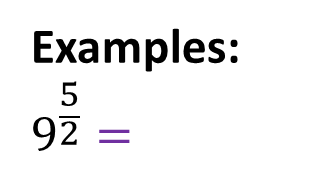 Examples:
9^{5/2} =